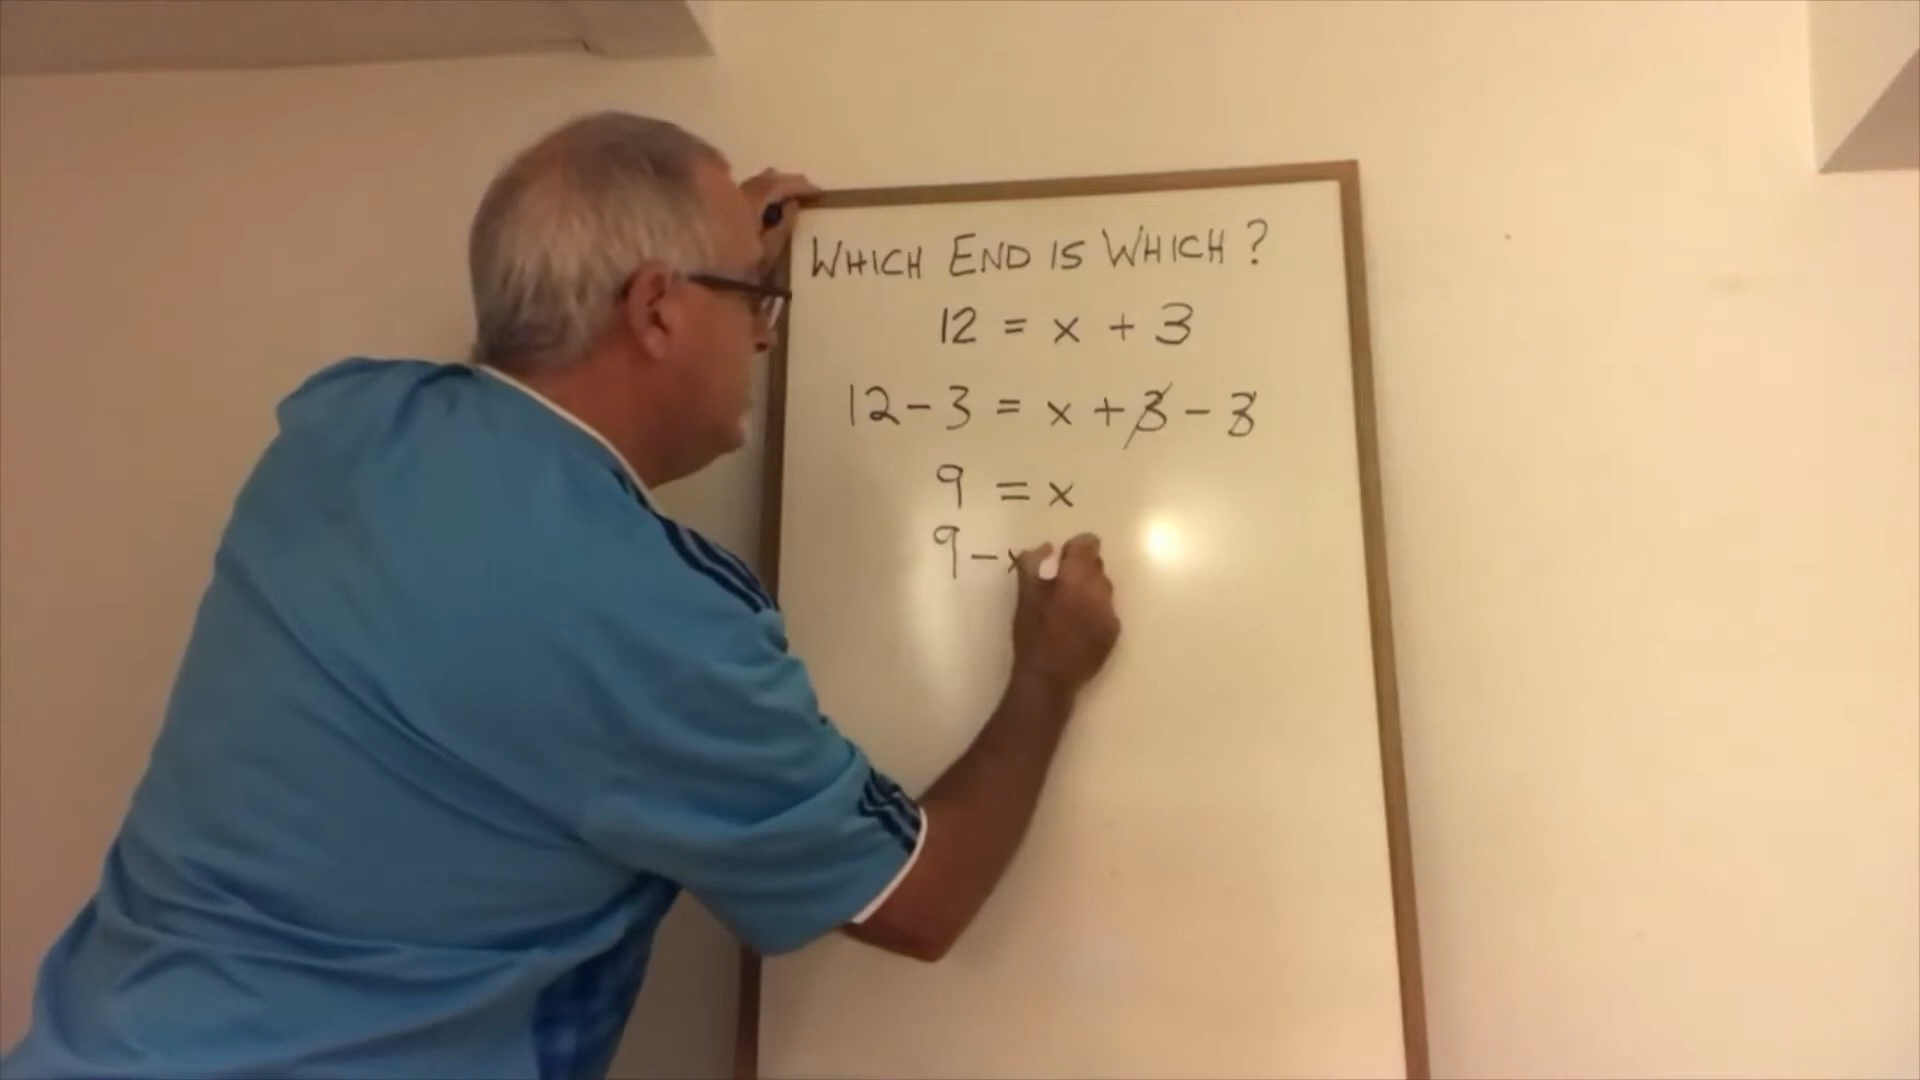 WHICH END IS WHICH?
12 = x + 3
12 - 3 = x + 3 - 3
9 = x
9 - x